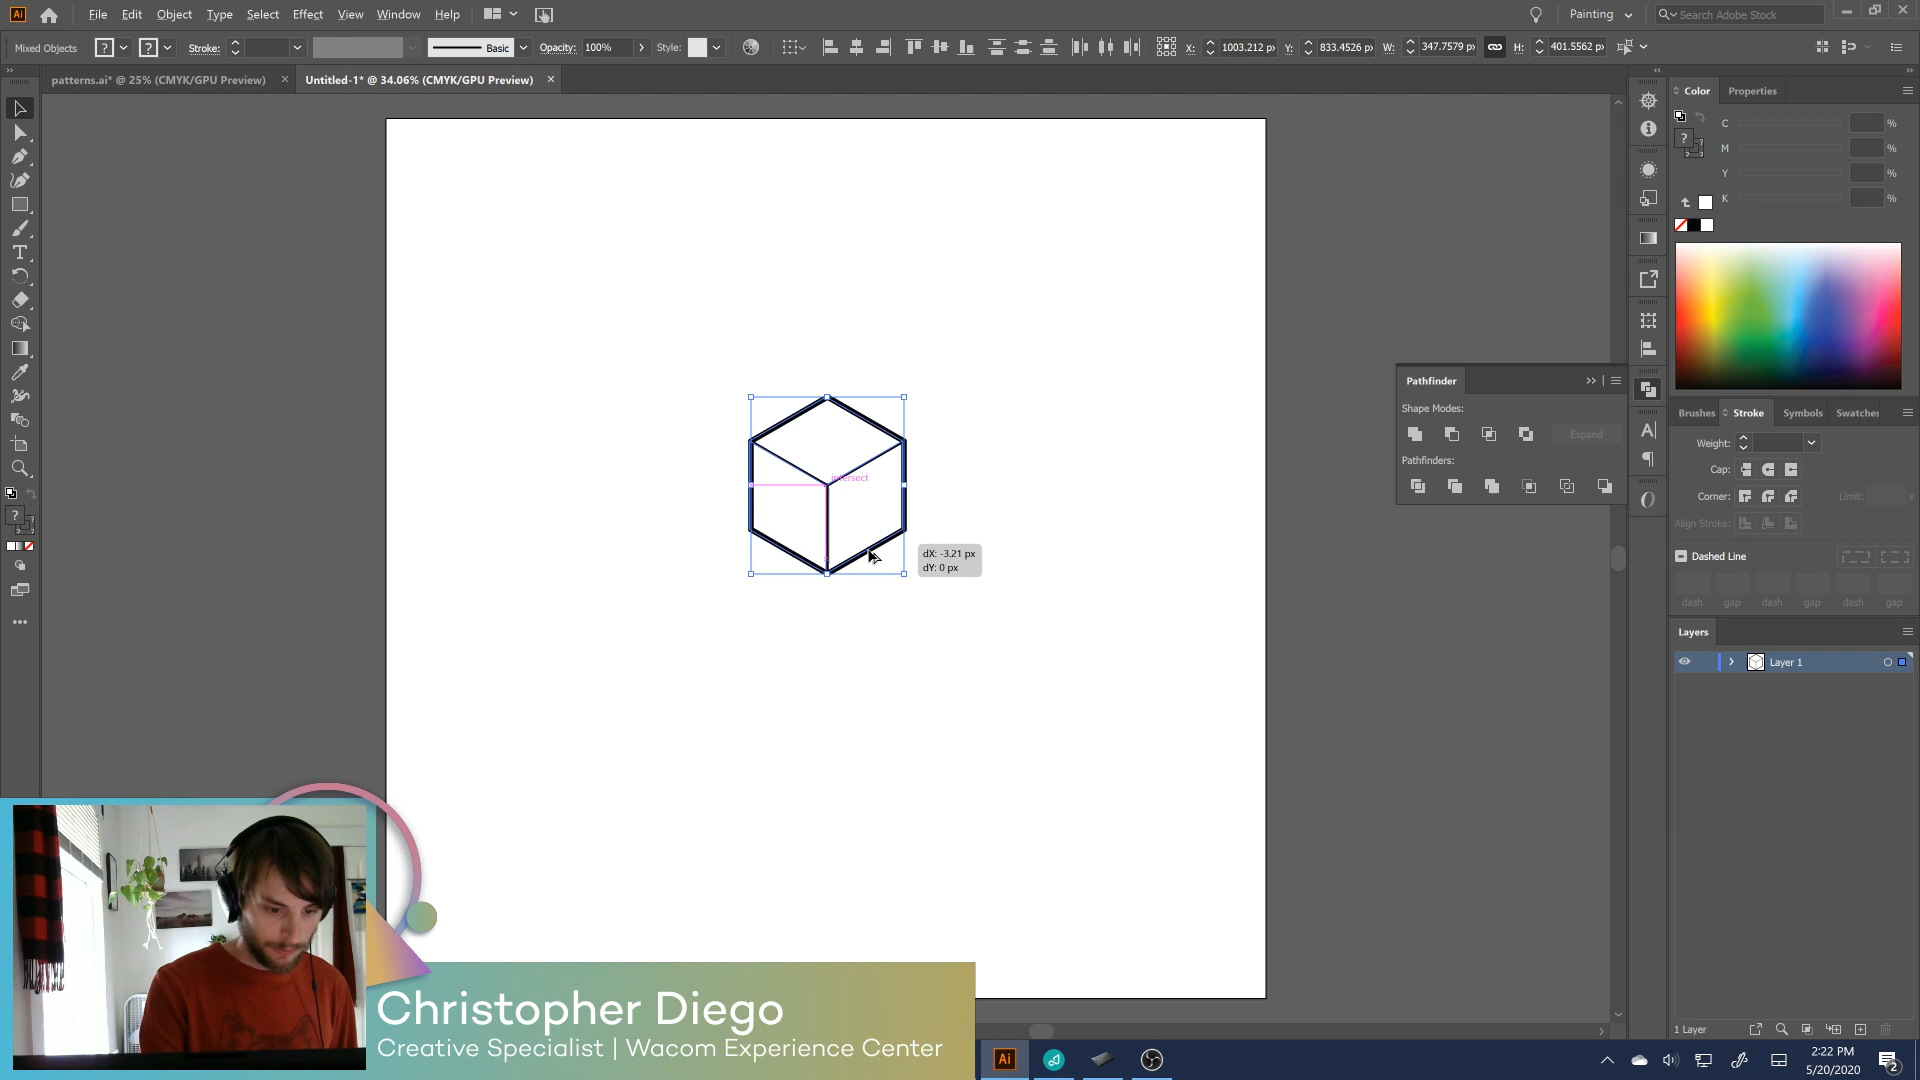 Ai File Edit Object Type Select Effect View Window Help Painting Search Adobe Stock
Mixed Objects ? ? Stroke: Basic Opacity: 100% Style: X: 1003.212 px Y: 833.4526 px W: 347.7579 px H: 401.5562 px
patterns.ai* @ 25% (CMYK/GPU Preview) × Untitled-1* @ 34.06% (CMYK/GPU Preview) ×
Color Properties
C %
M %
Y %
K %
?
intersect
dX: -3.21 px
dY: 0 px
Pathfinder
Shape Modes:
Expand
Pathfinders:
Brushes Stroke Symbols Swatches
Weight:
Cap:
Corner: Limit: x
Align Stroke:
Dashed Line
dash gap dash gap dash gap
Layers
Layer 1
1 Layer
?
Christopher Diego
Creative Specialist | Wacom Experience Center
Ai
2:22 PM
5/20/2020
2